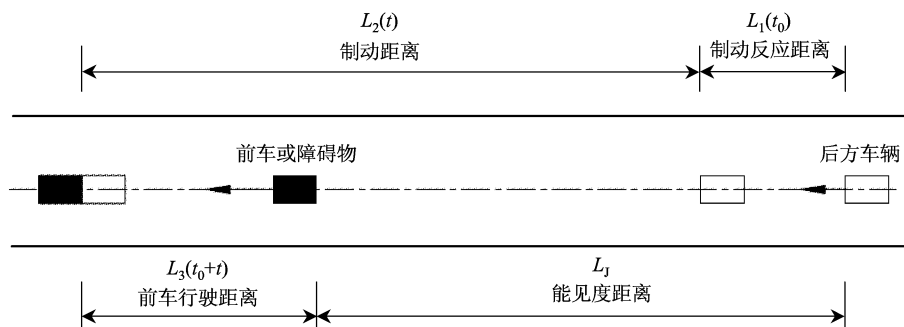 L₂(t)
制动距离
L₁(t₀)
制动反应距离
前车或障碍物
后方车辆
L₃(t₀+t)
前车行驶距离
L_J
能见度距离